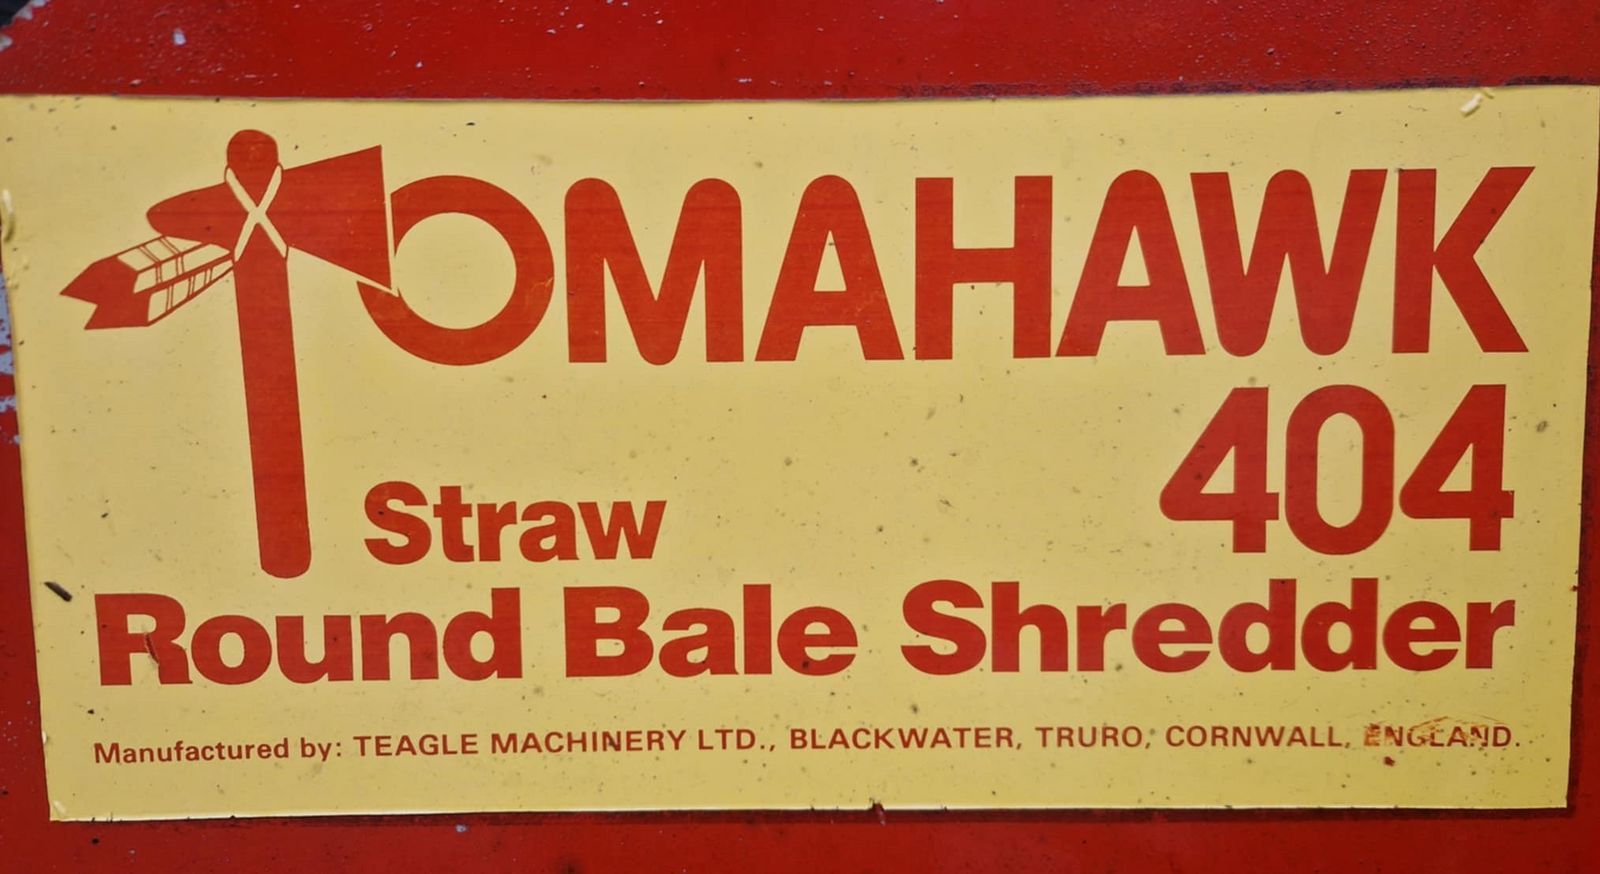 TOMAHAWK
404
Straw
Round Bale Shredder
Manufactured by: TEAGLE MACHINERY LTD., BLACKWATER, TRURO, CORNWALL, ENGLAND.